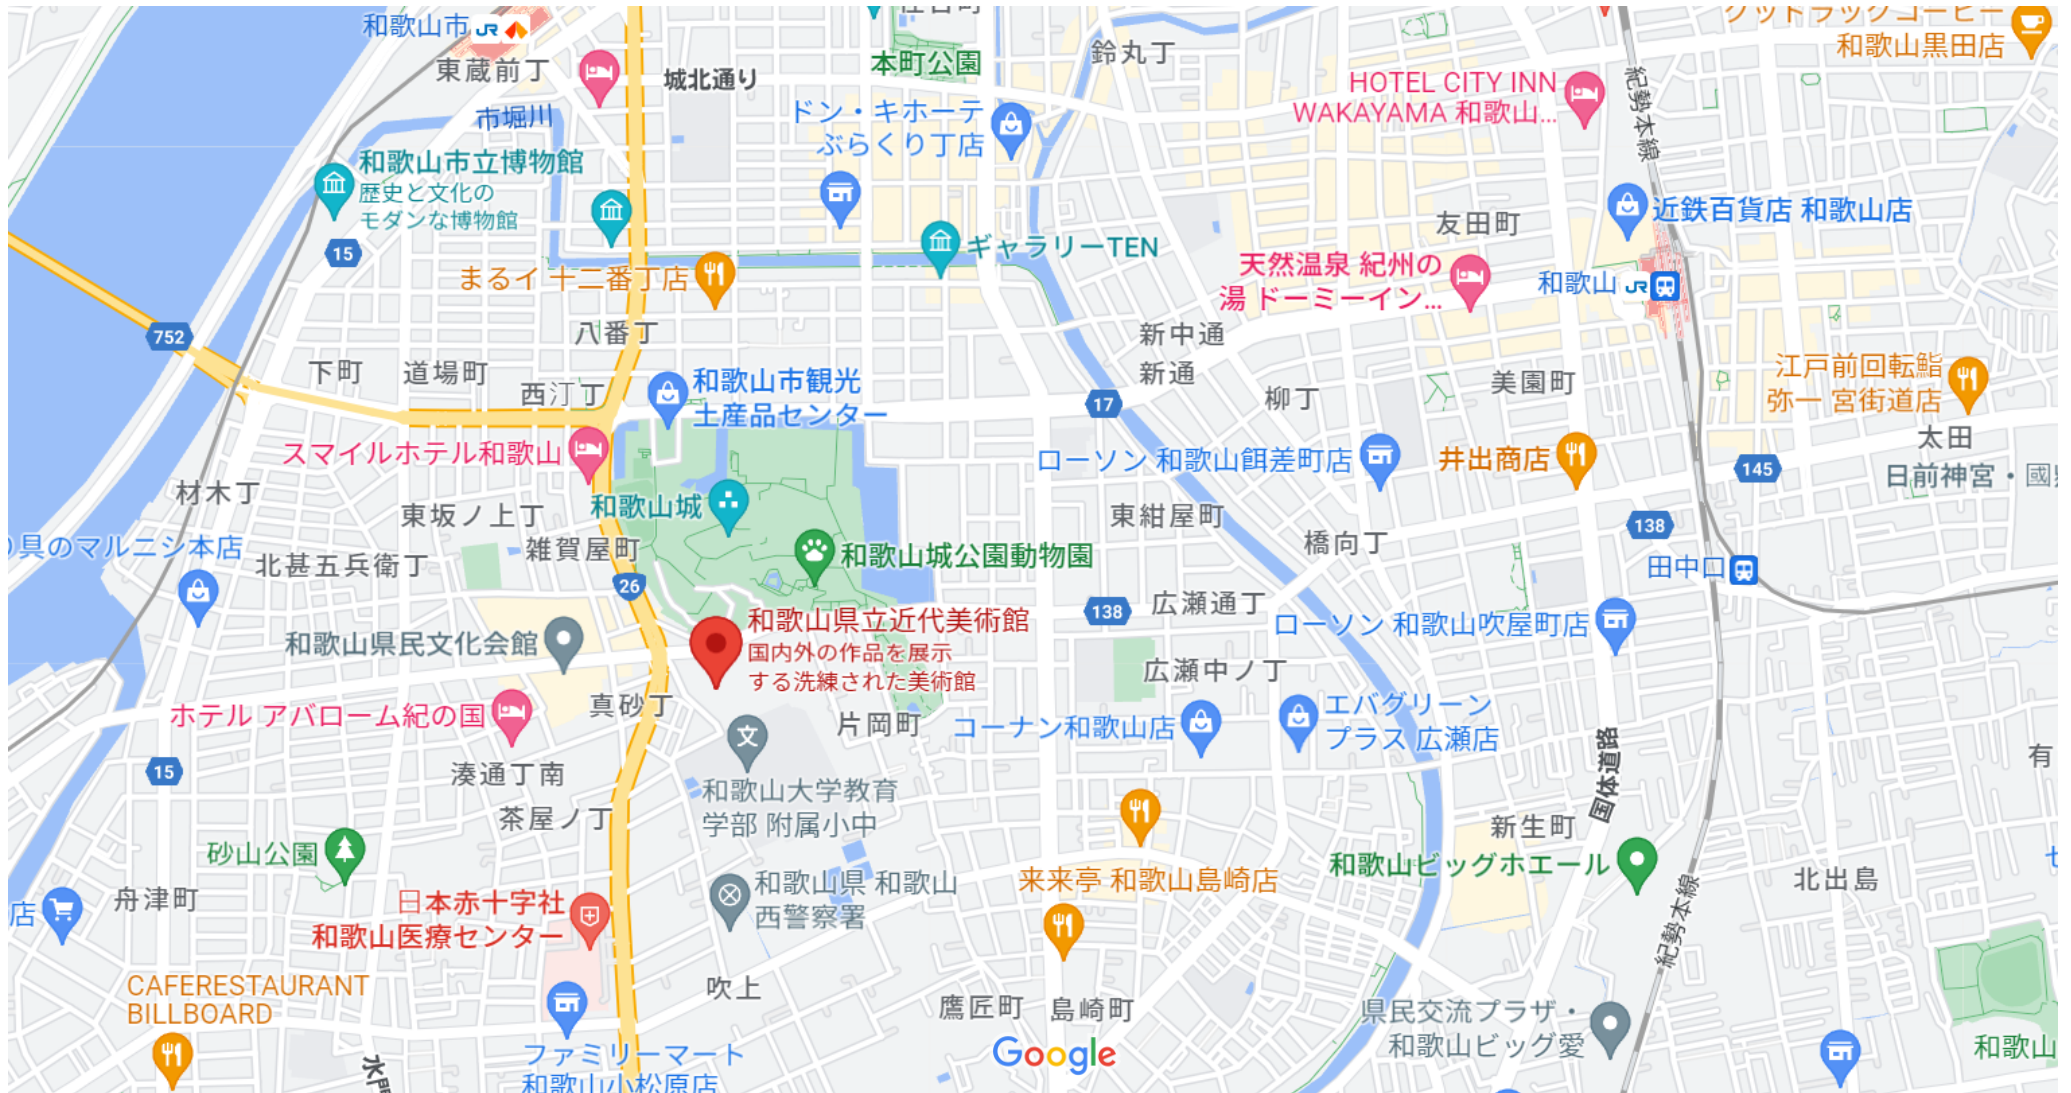 和歌山市
東蔵前丁
城北通り
本町公園
鈴丸丁
和歌山黒田店
HOTEL CITY INN
WAKAYAMA 和歌山...
紀勢本線
市堀川
ドン・キホーテ
ぶらくり丁店
和歌山市立博物館
歴史と文化の
モダンな博物館
15
ギャラリーTEN
友田町
近鉄百貨店 和歌山店
まるイ 十二番丁店
天然温泉 紀州の
湯 ドーミーイン...
和歌山
JR
752
八番丁
新中通
新通
下町
道場町
西汀丁
和歌山市観光
土産品センター
17
柳丁
美園町
江戸前回転鮨
弥一 宮街道店
太田
スマイルホテル和歌山
ローソン 和歌山餌差町店
井出商店
145
日前神宮・國
材木丁
和歌山城
東坂ノ上丁
東紺屋町
138
の具のマルニシ本店
北甚五兵衛丁
雑賀屋町
和歌山城公園動物園
橋向丁
田中口
26
138
広瀬通丁
和歌山県民文化会館
和歌山県立近代美術館
国内外の作品を展示
する洗練された美術館
ローソン 和歌山吹屋町店
広瀬中ノ丁
ホテル アバローム紀の国
真砂丁
片岡町
コーナン和歌山店
エバグリーン
プラス 広瀬店
国体道路
有
15
湊通丁南
文
和歌山大学教育
学部 附属小中
茶屋ノ丁
新生町
砂山公園
和歌山ビッグホエール
北出島
舟津町
日本赤十字社
和歌山医療センター
和歌山県 和歌山
西警察署
来来亭 和歌山島崎店
店
紀勢本線
CAFERESTAURANT
BILLBOARD
吹上
鷹匠町
島崎町
県民交流プラザ・
和歌山ビッグ愛
和歌山
Google
ファミリーマート
和歌山小松原店